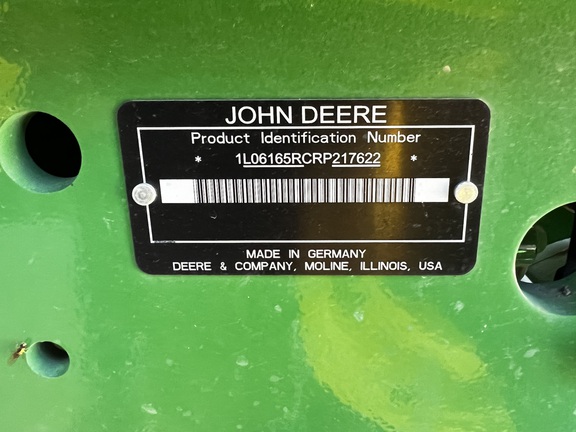 JOHN DEERE
Product Identification Number
* 1L06165RCRP217622 *
MADE IN GERMANY
DEERE & COMPANY, MOLINE, ILLINOIS, USA